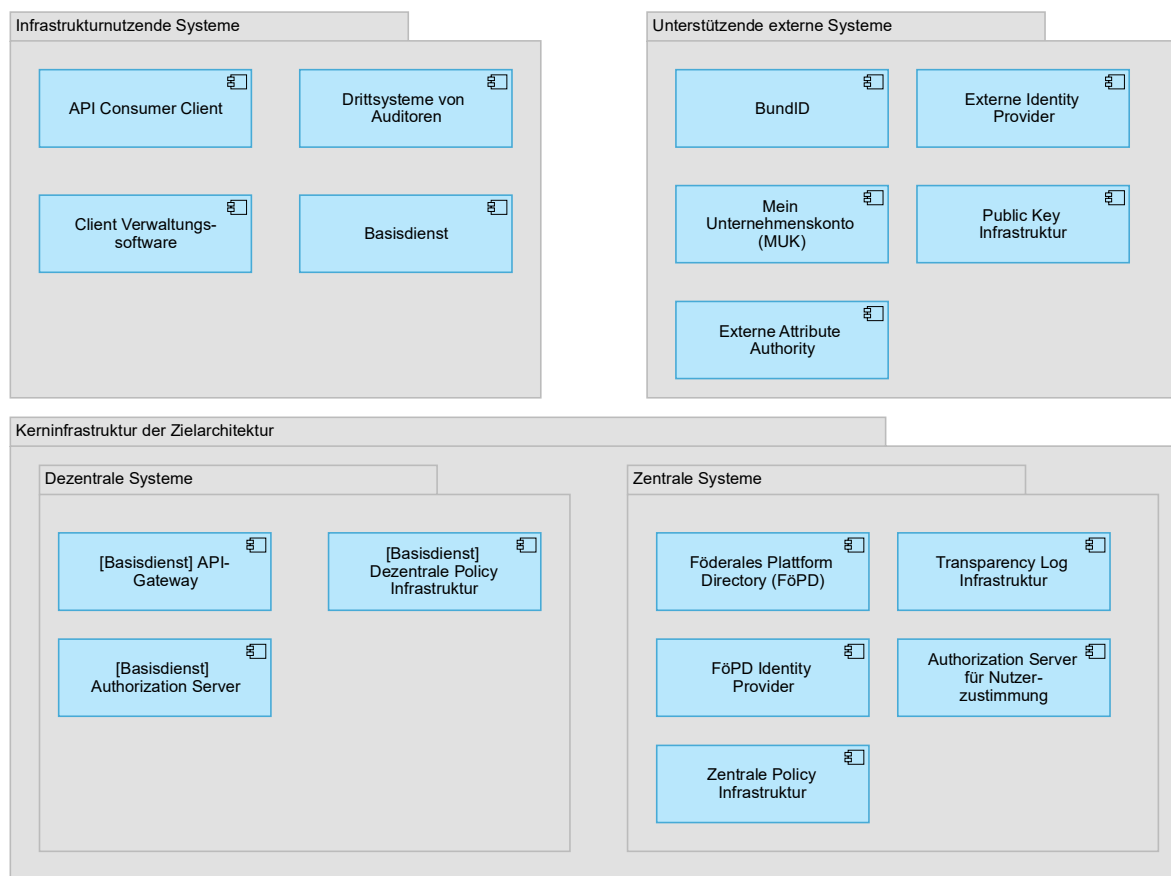 Infrastrukturnutzende Systeme
API Consumer Client
Drittsysteme von
Auditoren
Client Verwaltungs-
software
Basisdienst
Unterstützende externe Systeme
BundID
Externe Identity
Provider
Mein
Unternehmenskonto
(MUK)
Public Key
Infrastruktur
Externe Attribute
Authority
Kerninfrastruktur der Zielarchitektur
Dezentrale Systeme
[Basisdienst] API-
Gateway
[Basisdienst]
Dezentrale Policy
Infrastruktur
[Basisdienst]
Authorization Server
Zentrale Systeme
Föderales Plattform
Directory (FöPD)
Transparency Log
Infrastruktur
FöPD Identity
Provider
Authorization Server
für Nutzer-
zustimmung
Zentrale Policy
Infrastruktur